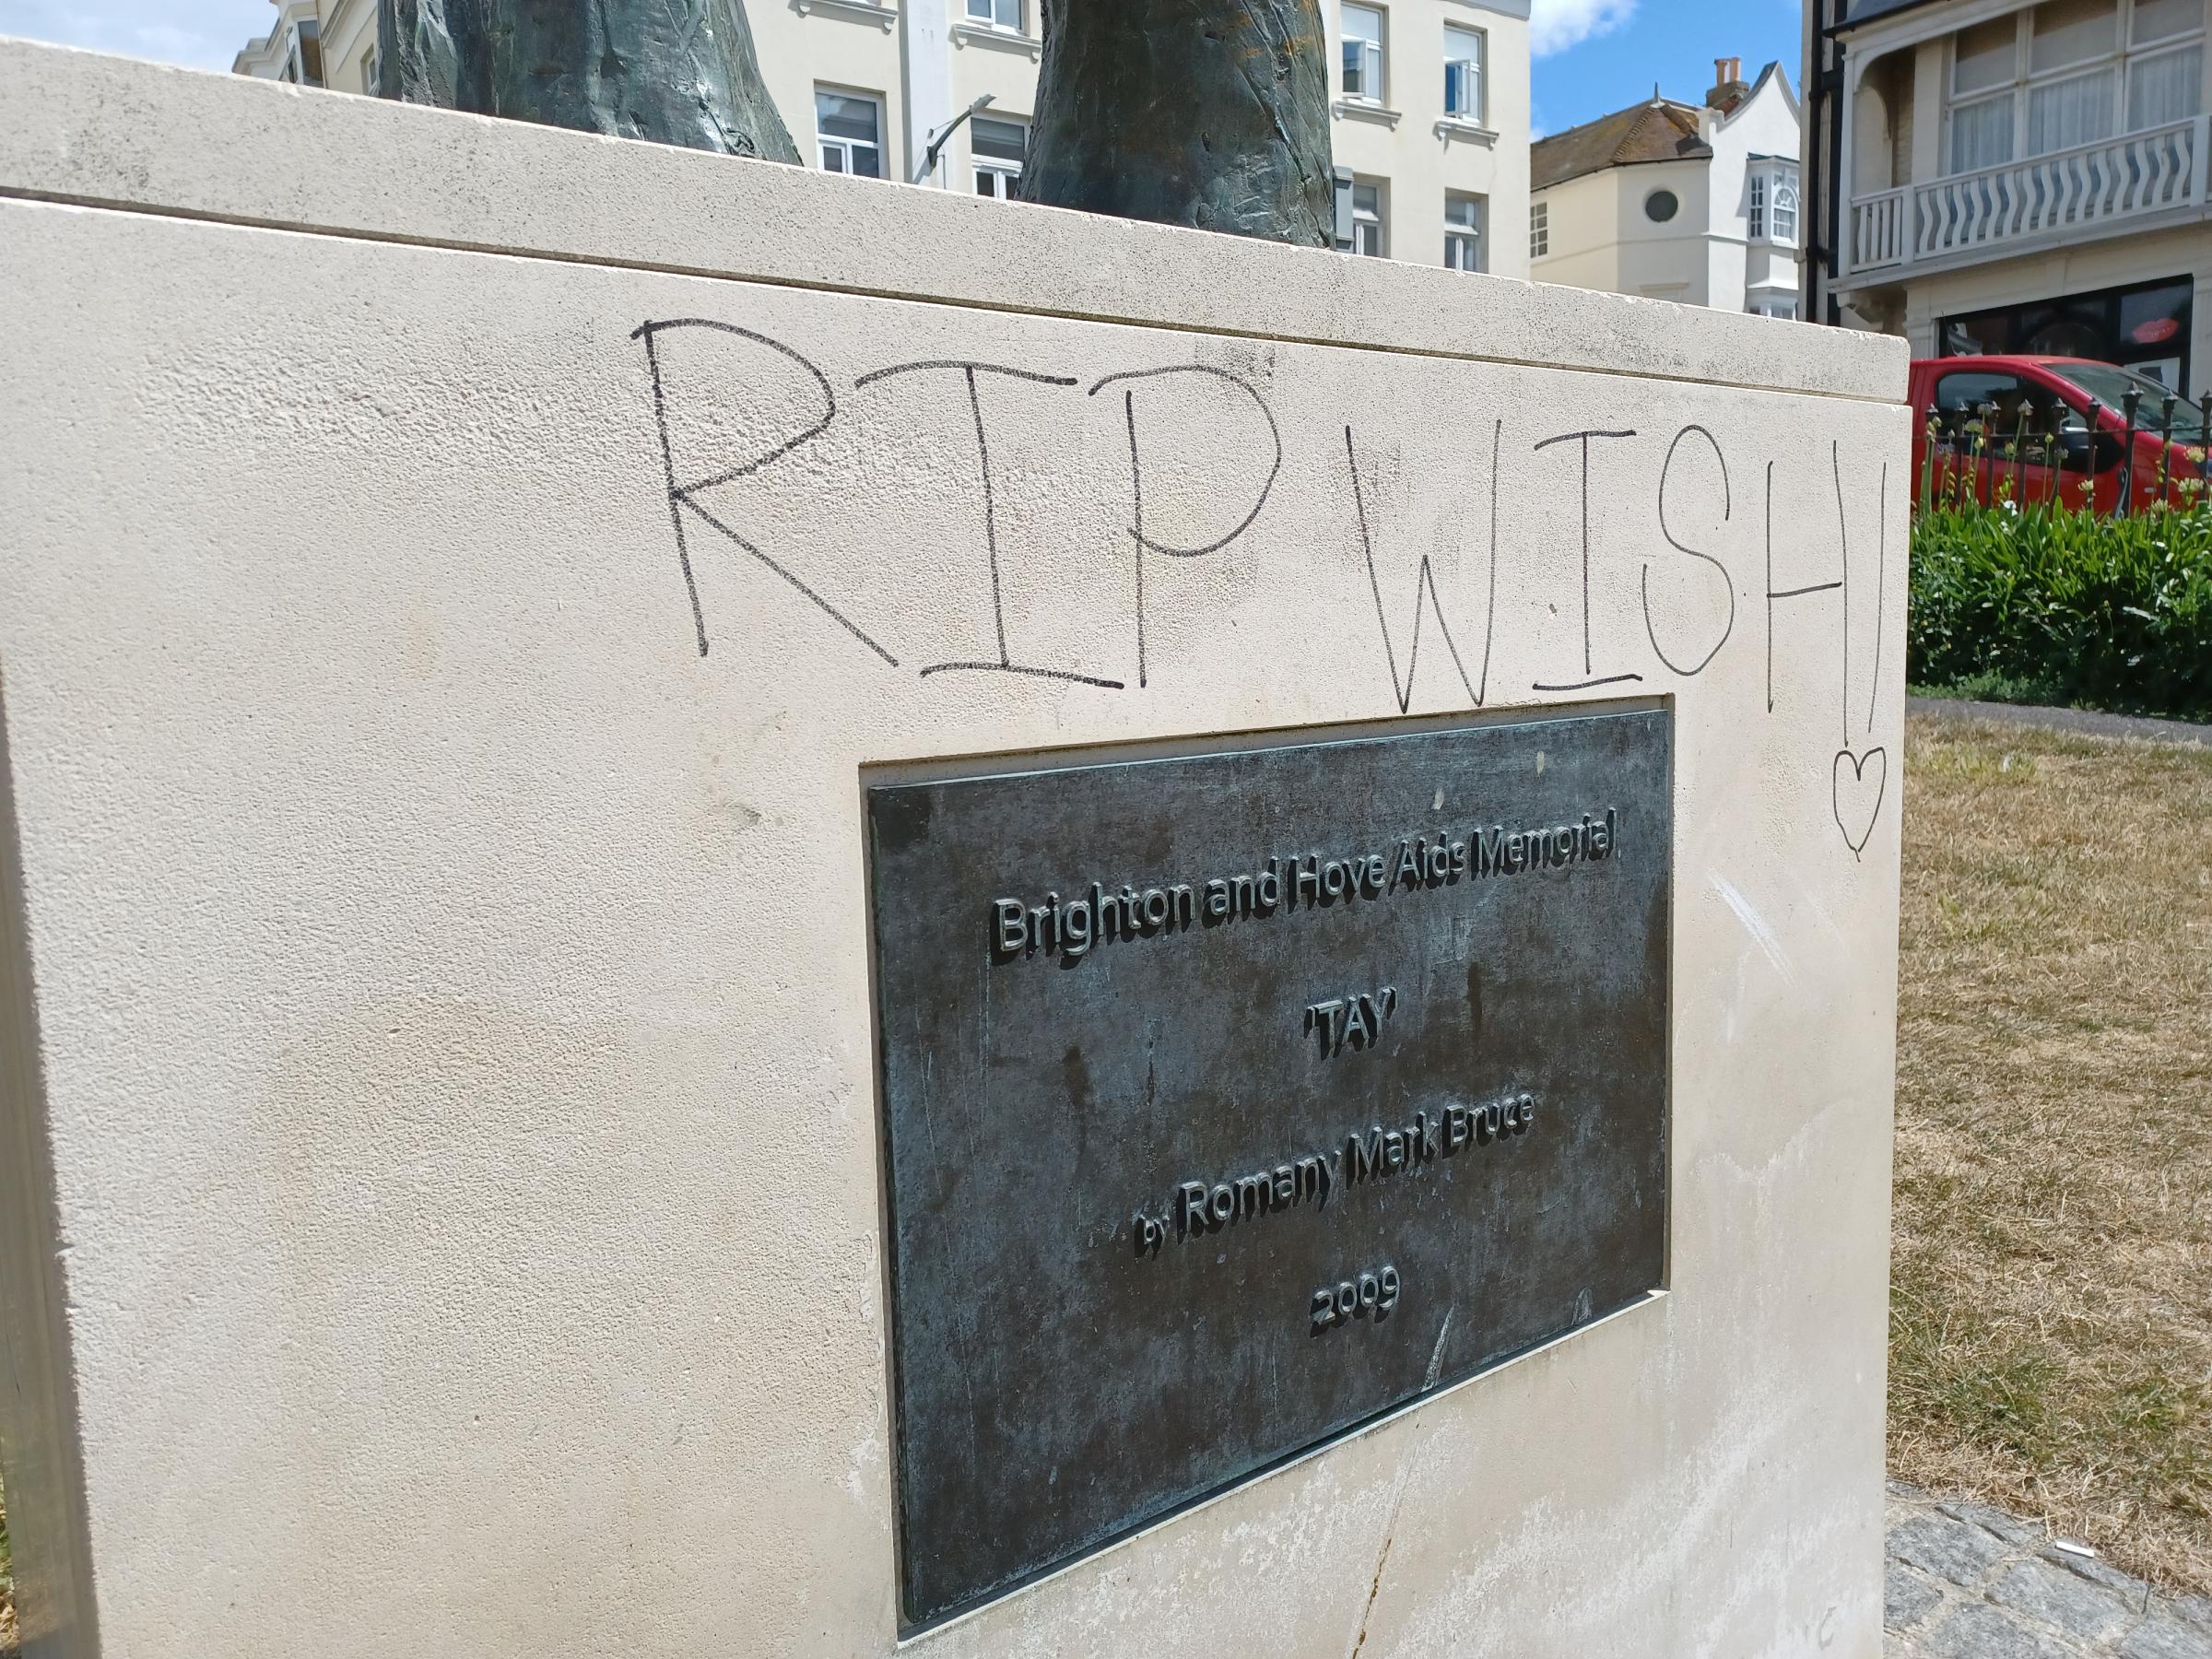 RIP WISH!
Brighton and Hove Aids Memorial
'TAY'
by Romany Mark Bruce
2009